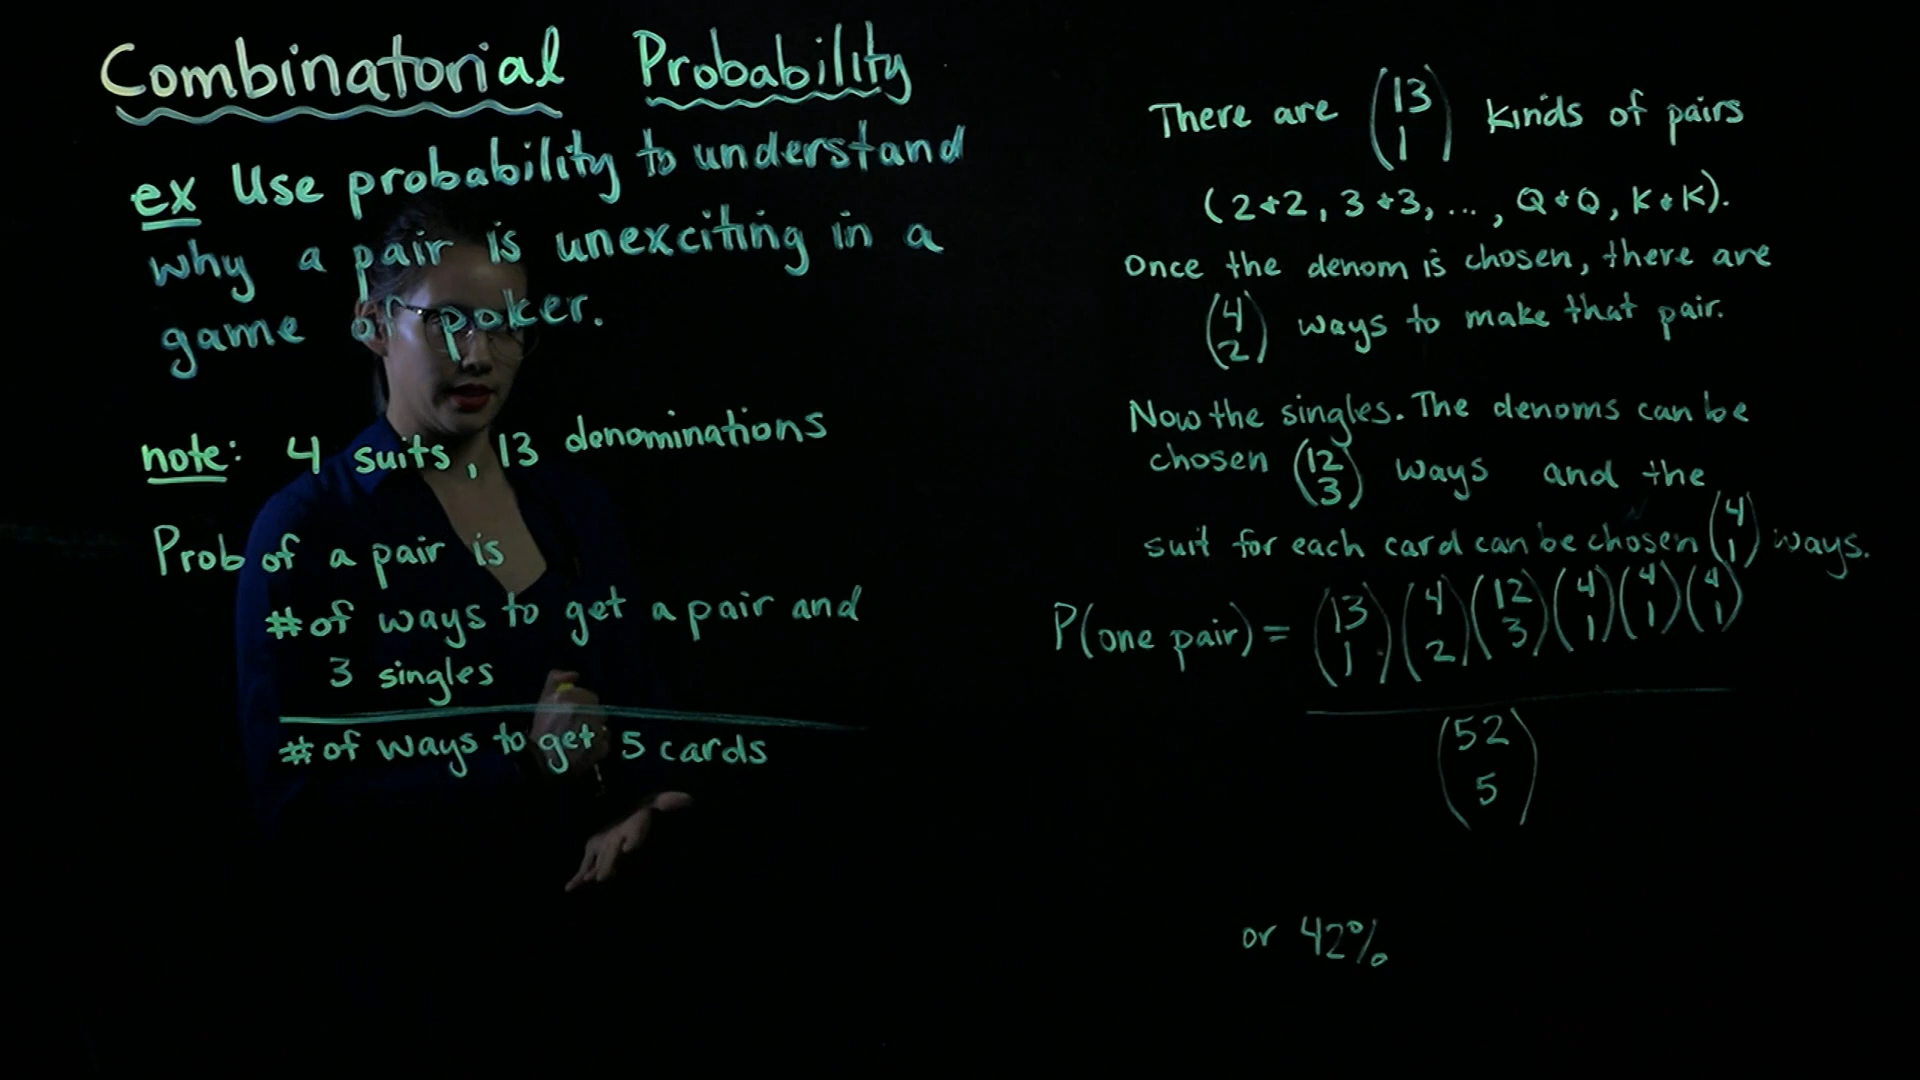 Combinatorial Probability
ex Use probability to understand
why a pair is unexciting in a
game of poker.
note: 4 suits, 13 denominations
Prob of a pair is
# of ways to get a pair and
3 singles
# of ways to get 5 cards
There are (13 1) kinds of pairs
(2+2, 3+3, ..., Q+Q, K+K).
Once the denom is chosen, there are
(4 2) ways to make that pair.
Now the singles. The denoms can be
chosen (12 3) ways and the
suit for each card can be chosen (4 1) ways.
P(one pair) = (13 1)(4 2)(12 3)(4 1)(4 1)(4 1)
(52 5)
or 42%